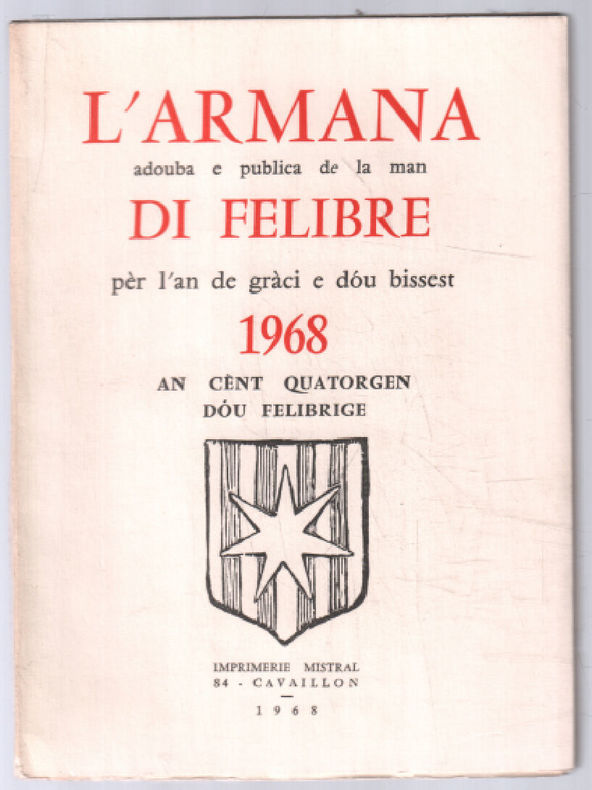 L'ARMANA
adouba e publica de la man
DI FELIBRE
pèr l'an de gràci e dóu bissest
1968
AN CÈNT QUATORGEN
DÓU FELIBRIGE
IMPRIMERIE MISTRAL
84 - CAVAILLON
1968